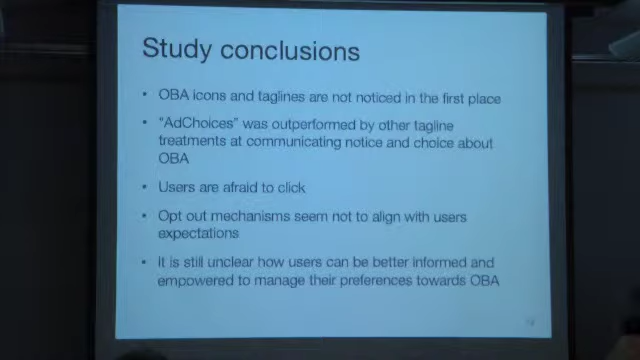 Study conclusions
• OBA icons and taglines are not noticed in the first place
• "AdChoices" was outperformed by other tagline
treatments at communicating notice and choice about
OBA
• Users are afraid to click
• Opt out mechanisms seem not to align with users
expectations
• It is still unclear how users can be better informed and
empowered to manage their preferences towards OBA